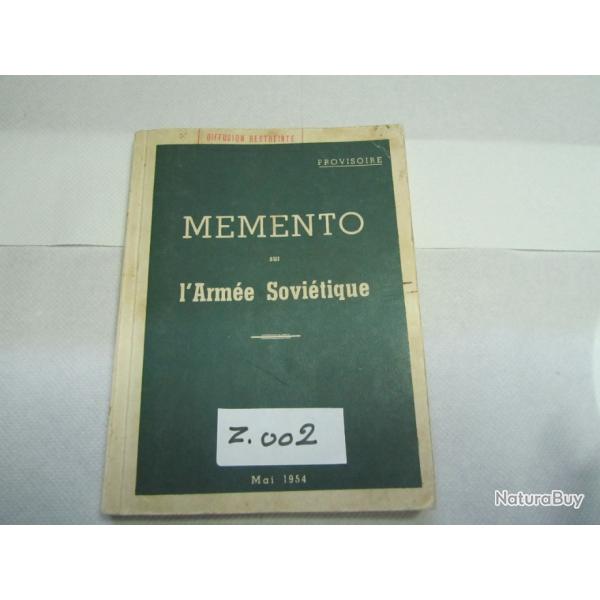 DIFFUSION RESTREINTE
PROVISOIRE
MEMENTO
sur
l'Armée Soviétique
Z.002
Mai 1954
NaturaBuy